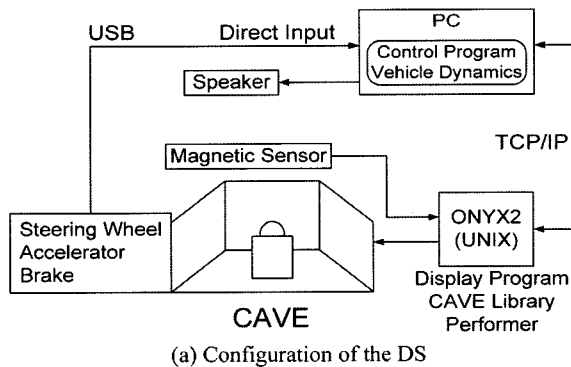 USB
Direct Input
PC
Control Program
Vehicle Dynamics
Speaker
TCP/IP
Magnetic Sensor
Steering Wheel
Accelerator
Brake
ONYX2
(UNIX)
Display Program
CAVE Library
Performer
CAVE
(a) Configuration of the DS